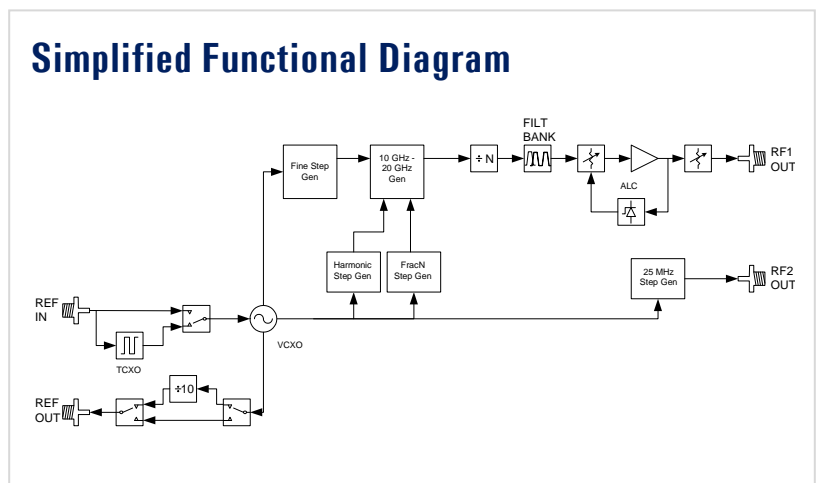 Simplified Functional Diagram
FILT
BANK
Fine Step
Gen
10 GHz -
20 GHz
Gen
÷ N
RF1
OUT
ALC
Harmonic
Step Gen
FracN
Step Gen
25 MHz
Step Gen
RF2
OUT
REF
IN
TCXO
VCXO
÷10
REF
OUT